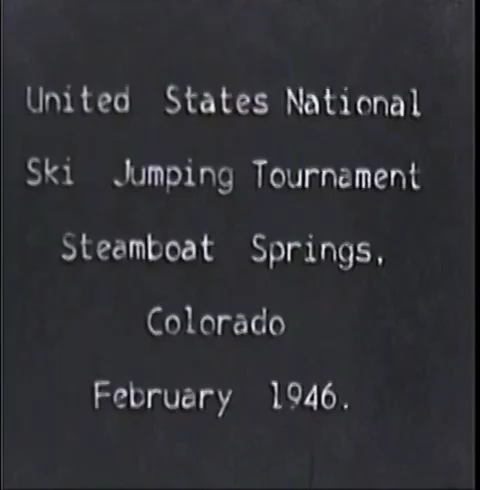 United States National
Ski Jumping Tournament
Steamboat Springs,
Colorado
February 1946.